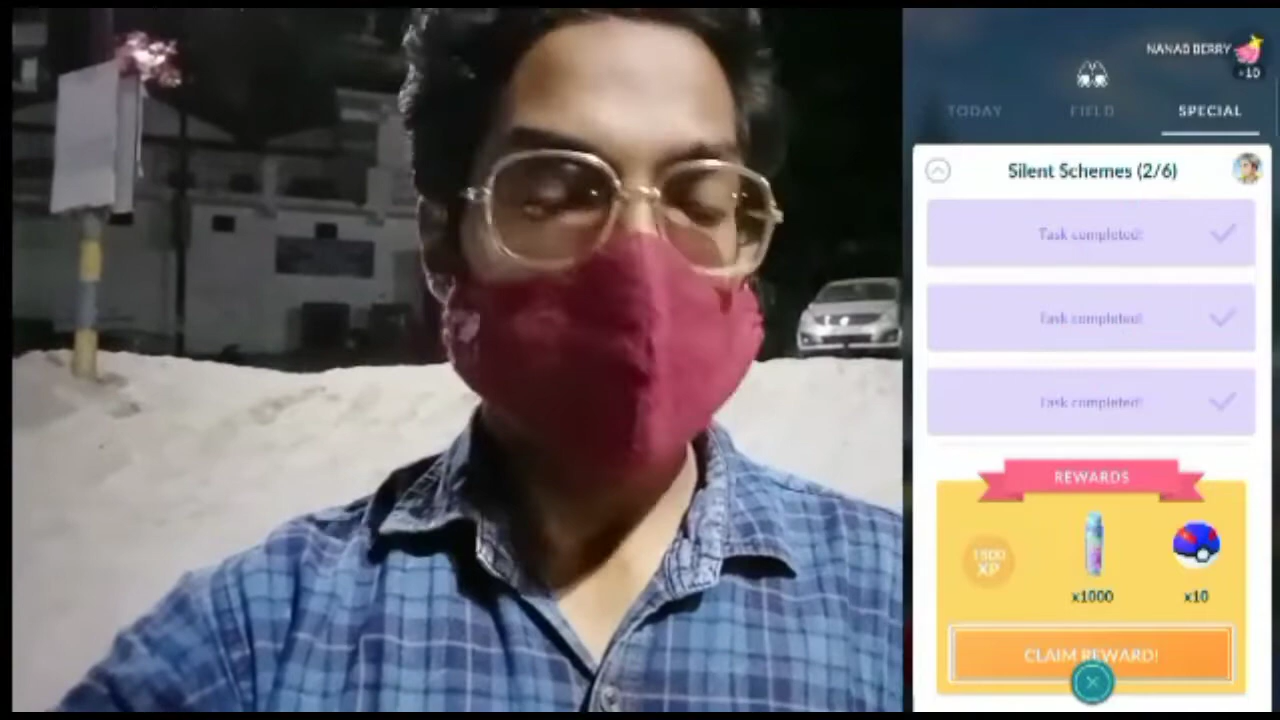 NANAB BERRY
+10
TODAY
FIELD
SPECIAL
Silent Schemes (2/6)
Task completed!
Task completed!
Task completed!
REWARDS
1500
XP
x1000
x10
CLAIM REWARD!